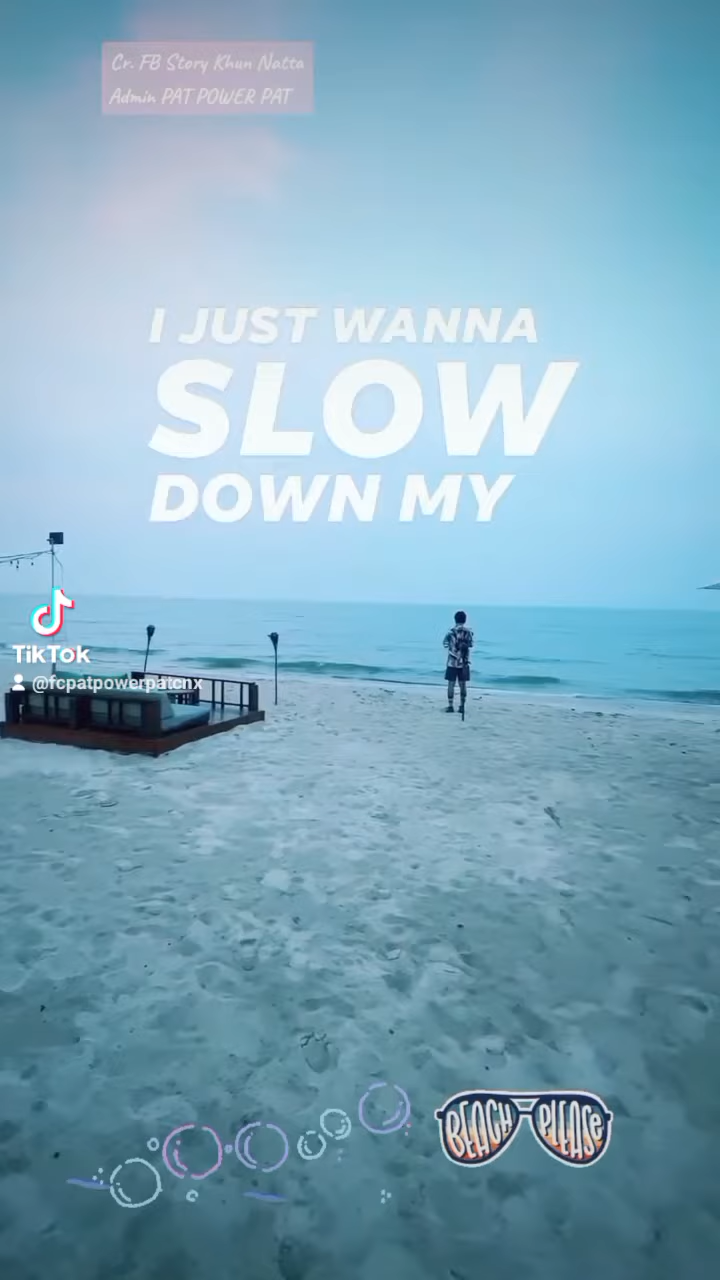 Cr. FB Story Khun Natta
Admin PAT POWER PAT
I JUST WANNA
SLOW
DOWN MY
TikTok
@fcpatpowerpatcnx
BEACH PLEASE